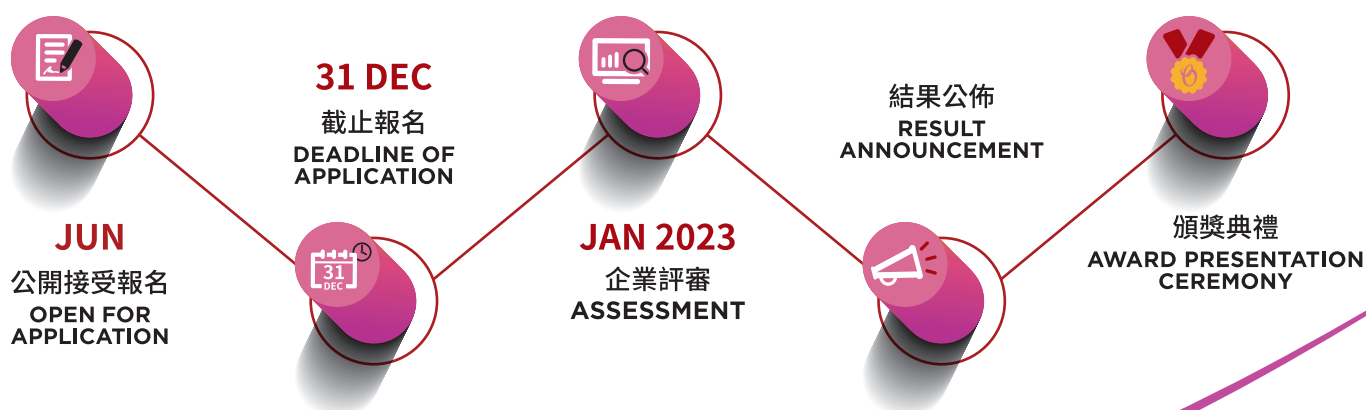 JUN
公開接受報名
OPEN FOR
APPLICATION
31 DEC
截止報名
DEADLINE OF
APPLICATION
31
DEC
JAN 2023
企業評審
ASSESSMENT
結果公佈
RESULT
ANNOUNCEMENT
頒獎典禮
AWARD PRESENTATION
CEREMONY